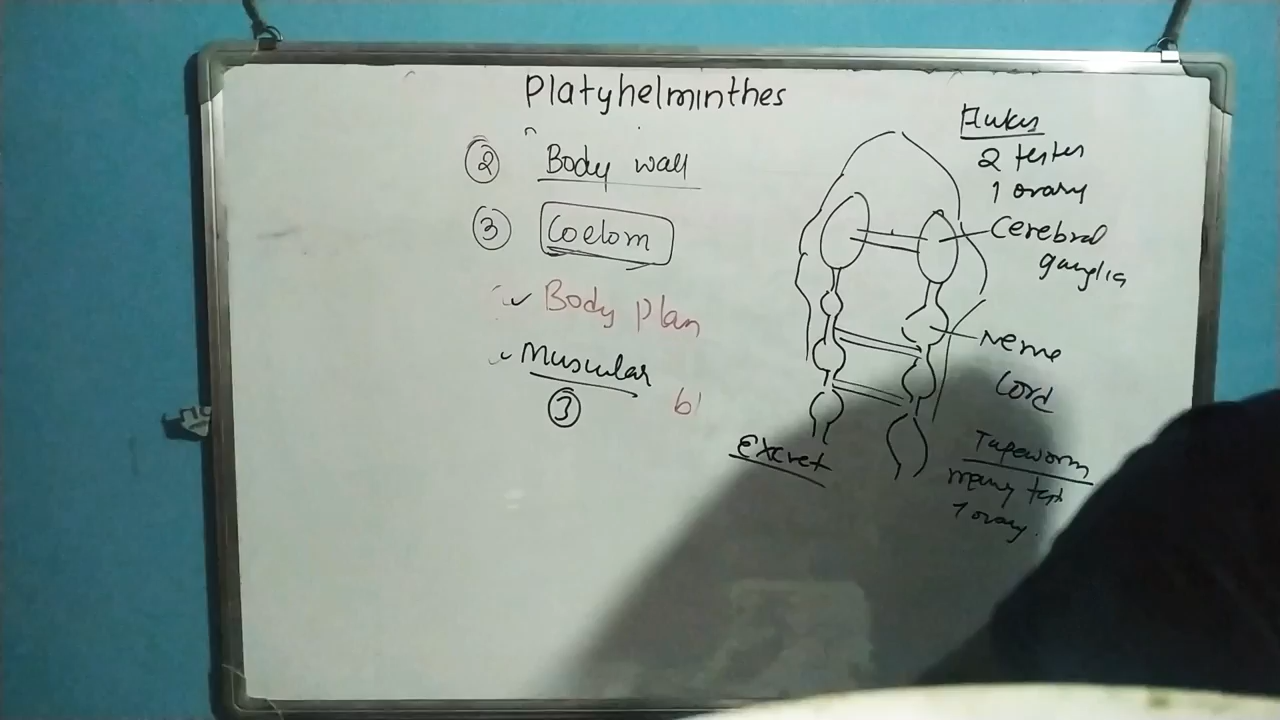 Platyhelminthes
② Body wall
③ Coelom
✓ Body Plan
✓ Muscular
③
bl
Flukes
2 testes
1 ovary
Cerebral
ganglia
Nerve
Cord
Excret
Tapeworm
many test
1 ovary.